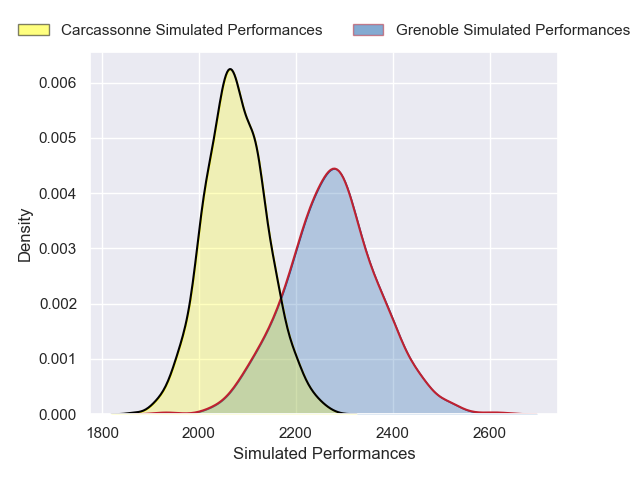 Carcassonne Simulated Performances Grenoble Simulated Performances
0.006
0.005
0.004
0.003
0.002
0.001
0.000
Density
1800 2000 2200 2400 2600
Simulated Performances